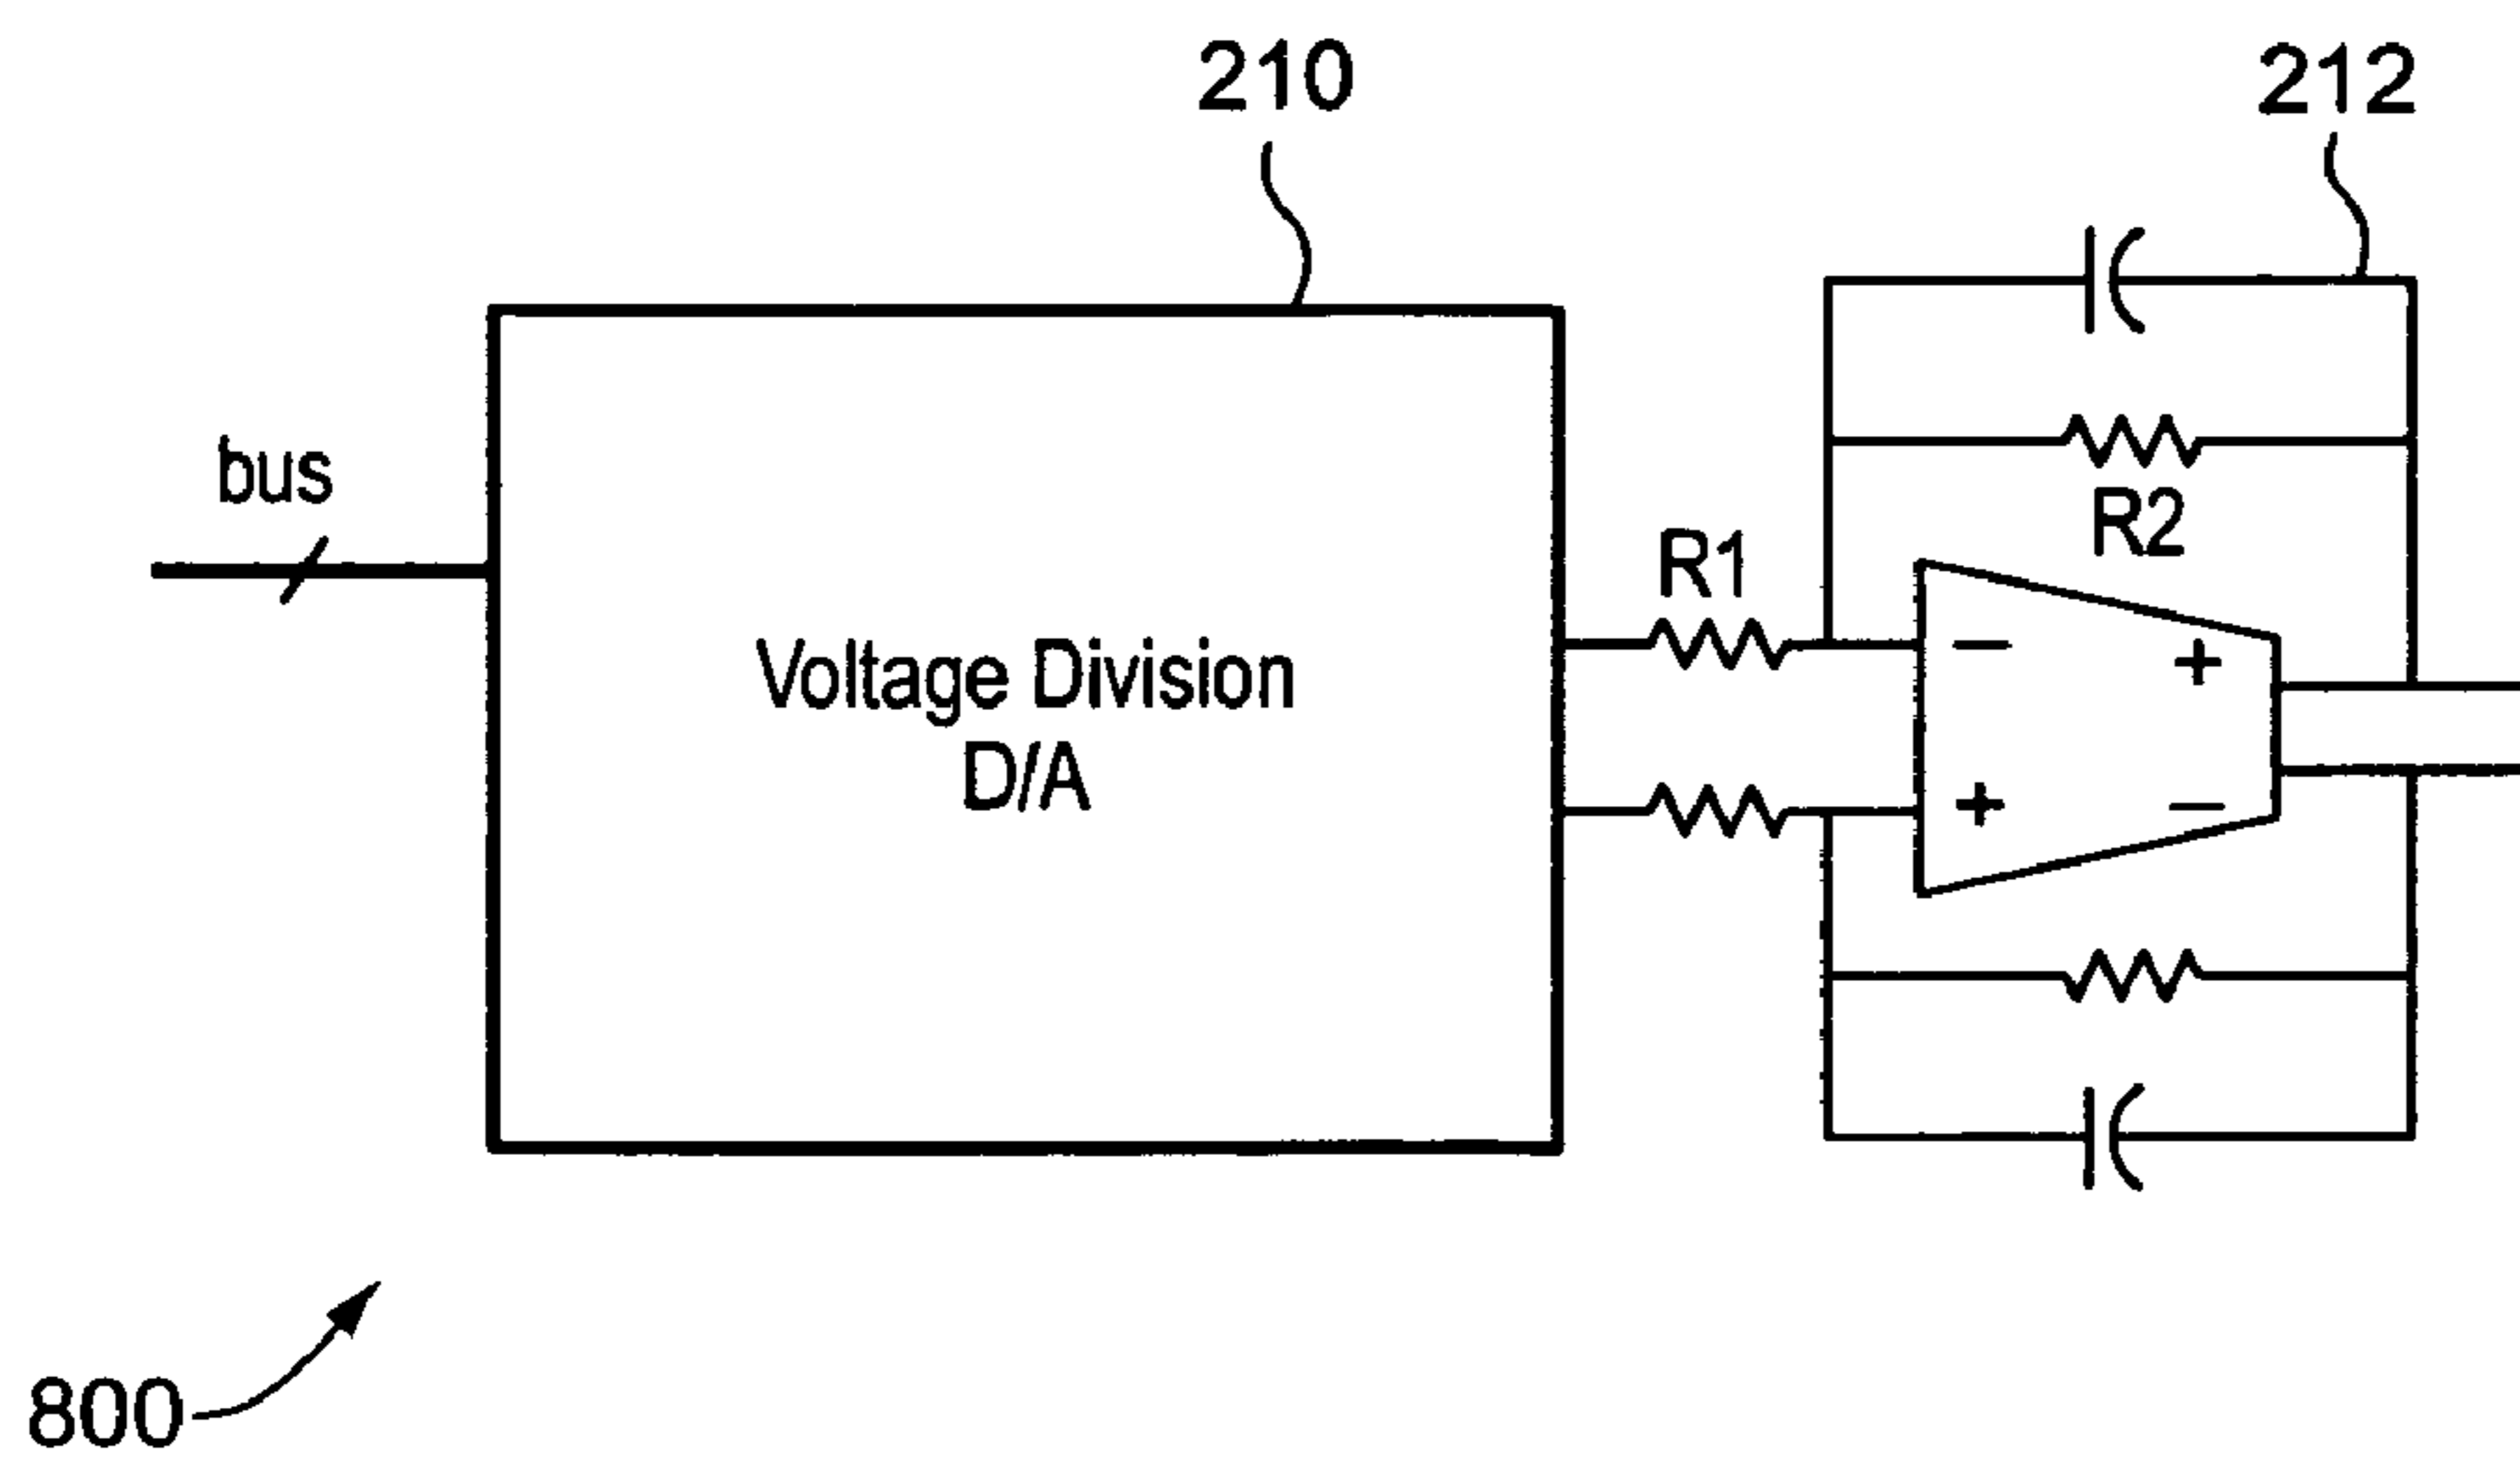 210
212
bus
R2
R1
Voltage Division
D/A
− +
+ −
800